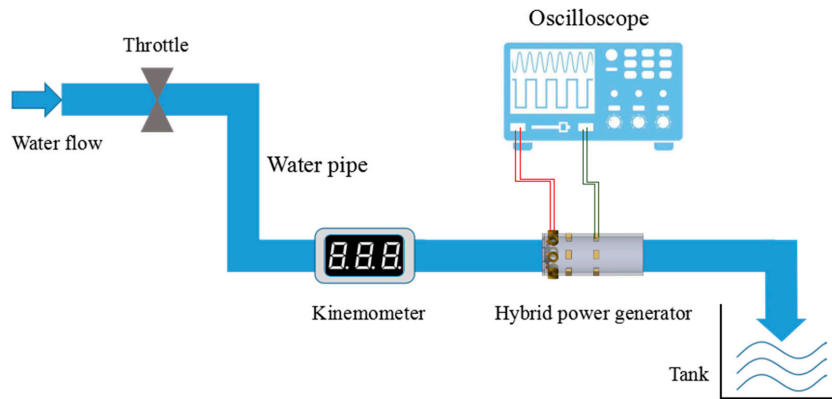 Oscilloscope
Throttle
Water flow
Water pipe
8.8.8.
Kinemometer
Hybrid power generator
Tank